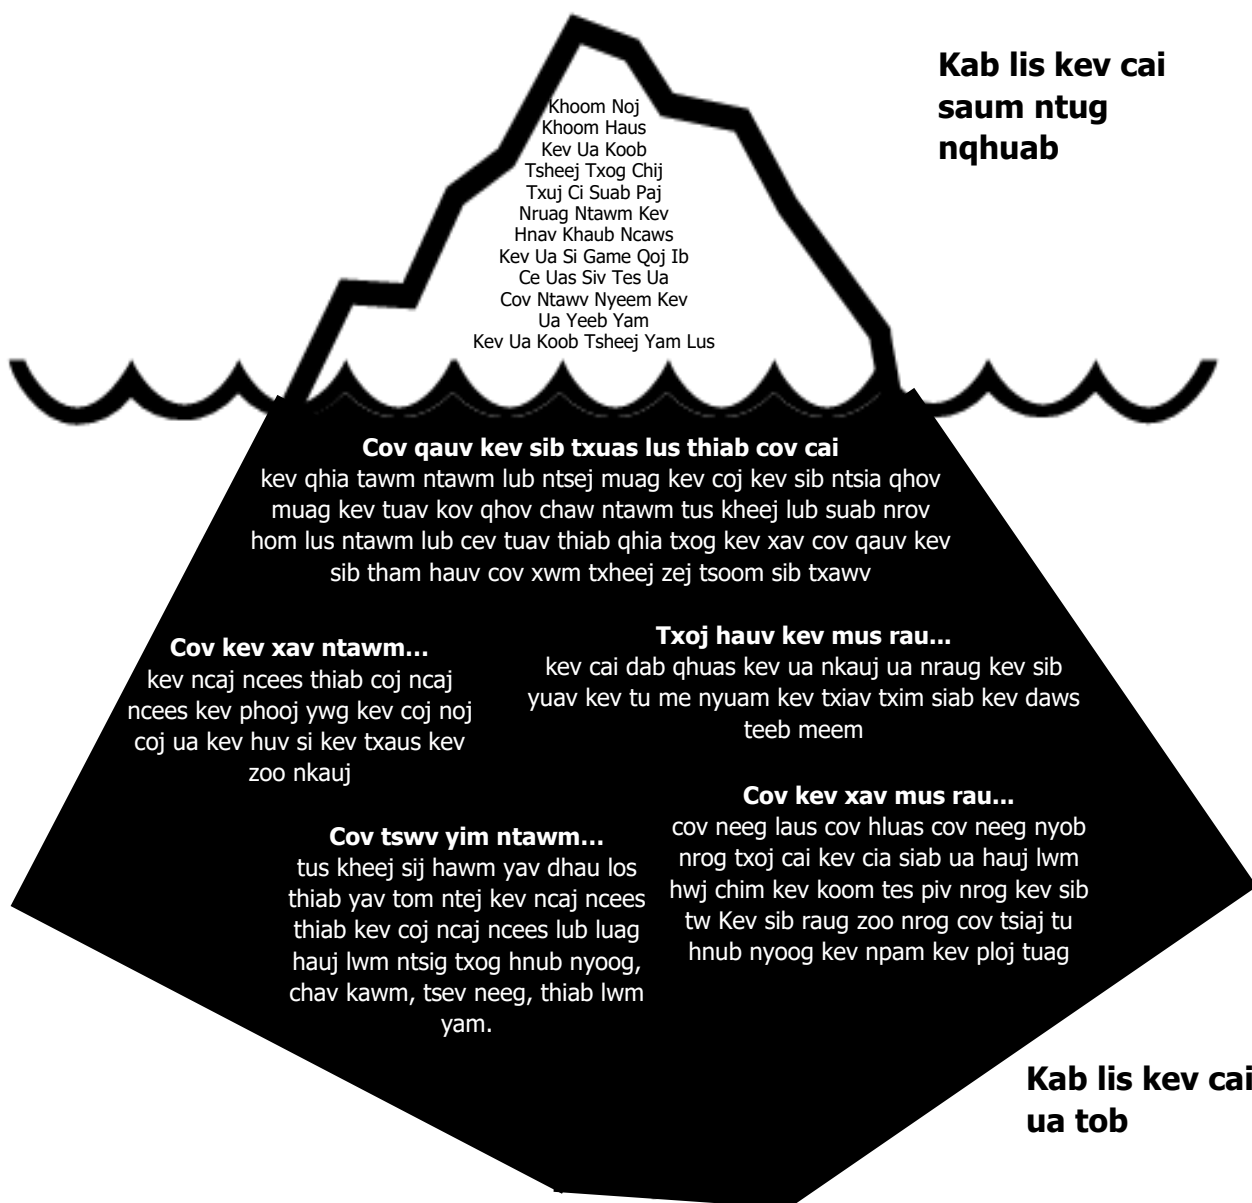 Kab lis kev cai
saum ntug
nqhuab
Khoom Noj
Khoom Haus
Kev Ua Koob
Tsheej Txog Chij
Txuj Ci Suab Paj
Nruag Ntawm Kev
Hnav Khaub Ncaws
Kev Ua Si Game Qoj Ib
Ce Uas Siv Tes Ua
Cov Ntawv Nyeem Kev
Ua Yeeb Yam
Kev Ua Koob Tsheej Yam Lus
Cov qauv kev sib txuas lus thiab cov cai
kev qhia tawm ntawm lub ntsej muag kev coj kev sib ntsia qhov
muag kev tuav kov qhov chaw ntawm tus kheej lub suab nrov
hom lus ntawm lub cev tuav thiab qhia txog kev xav cov qauv kev
sib tham hauv cov xwm txheej zej tsoom sib txawv
Cov kev xav ntawm...
kev ncaj ncees thiab coj ncaj
ncees kev phooj ywg kev coj noj
coj ua kev huv si kev txaus kev
zoo nkauj
Txoj hauv kev mus rau...
kev cai dab qhuas kev ua nkauj ua nraug kev sib
yuav kev tu me nyuam kev txiav txim siab kev daws
teeb meem
Cov tswv yim ntawm...
tus kheej sij hawm yav dhau los
thiab yav tom ntej kev ncaj ncees
thiab kev coj ncaj ncees lub luag
hauj lwm ntsig txog hnub nyoog,
chav kawm, tsev neeg, thiab lwm
yam.
Cov kev xav mus rau...
cov neeg laus cov hluas cov neeg nyob
nrog txoj cai kev cia siab ua hauj lwm
hwj chim kev koom tes piv nrog kev sib
tw Kev sib raug zoo nrog cov tsiaj tu
hnub nyoog kev npam kev ploj tuag
Kab lis kev cai
ua tob